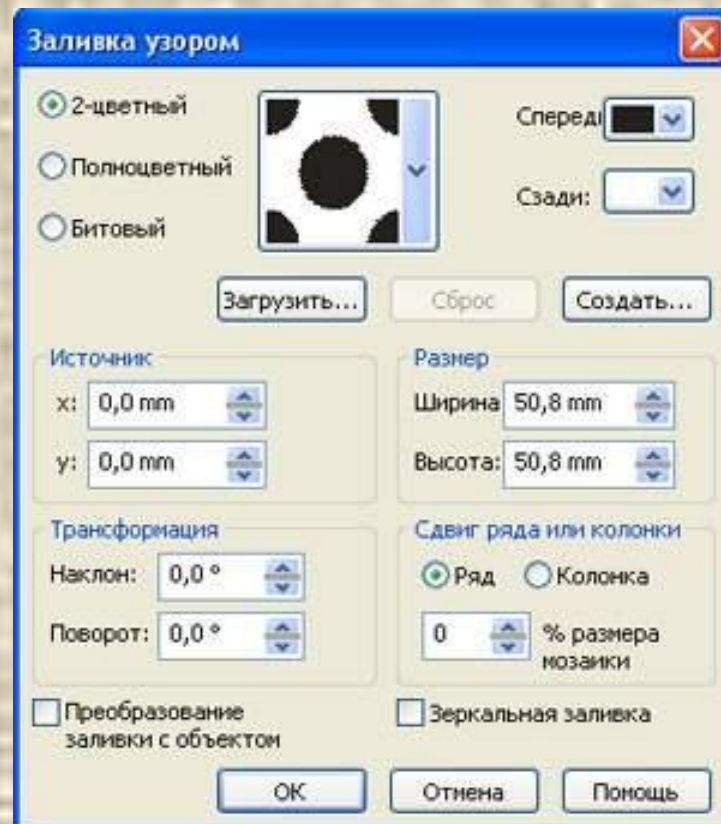 Заливка узором
2-цветный
Полноцветный
Битовый
Спереди
Сзади:
Загрузить... Сброс Создать...
Источник
x: 0,0 mm
y: 0,0 mm
Размер
Ширина 50,8 mm
Высота: 50,8 mm
Трансформация
Наклон: 0,0 °
Поворот: 0,0 °
Сдвиг ряда или колонки
Ряд Колонка
0 % размера
мозаики
Преобразование
заливки с объектом
Зеркальная заливка
ОК Отмена Помощь